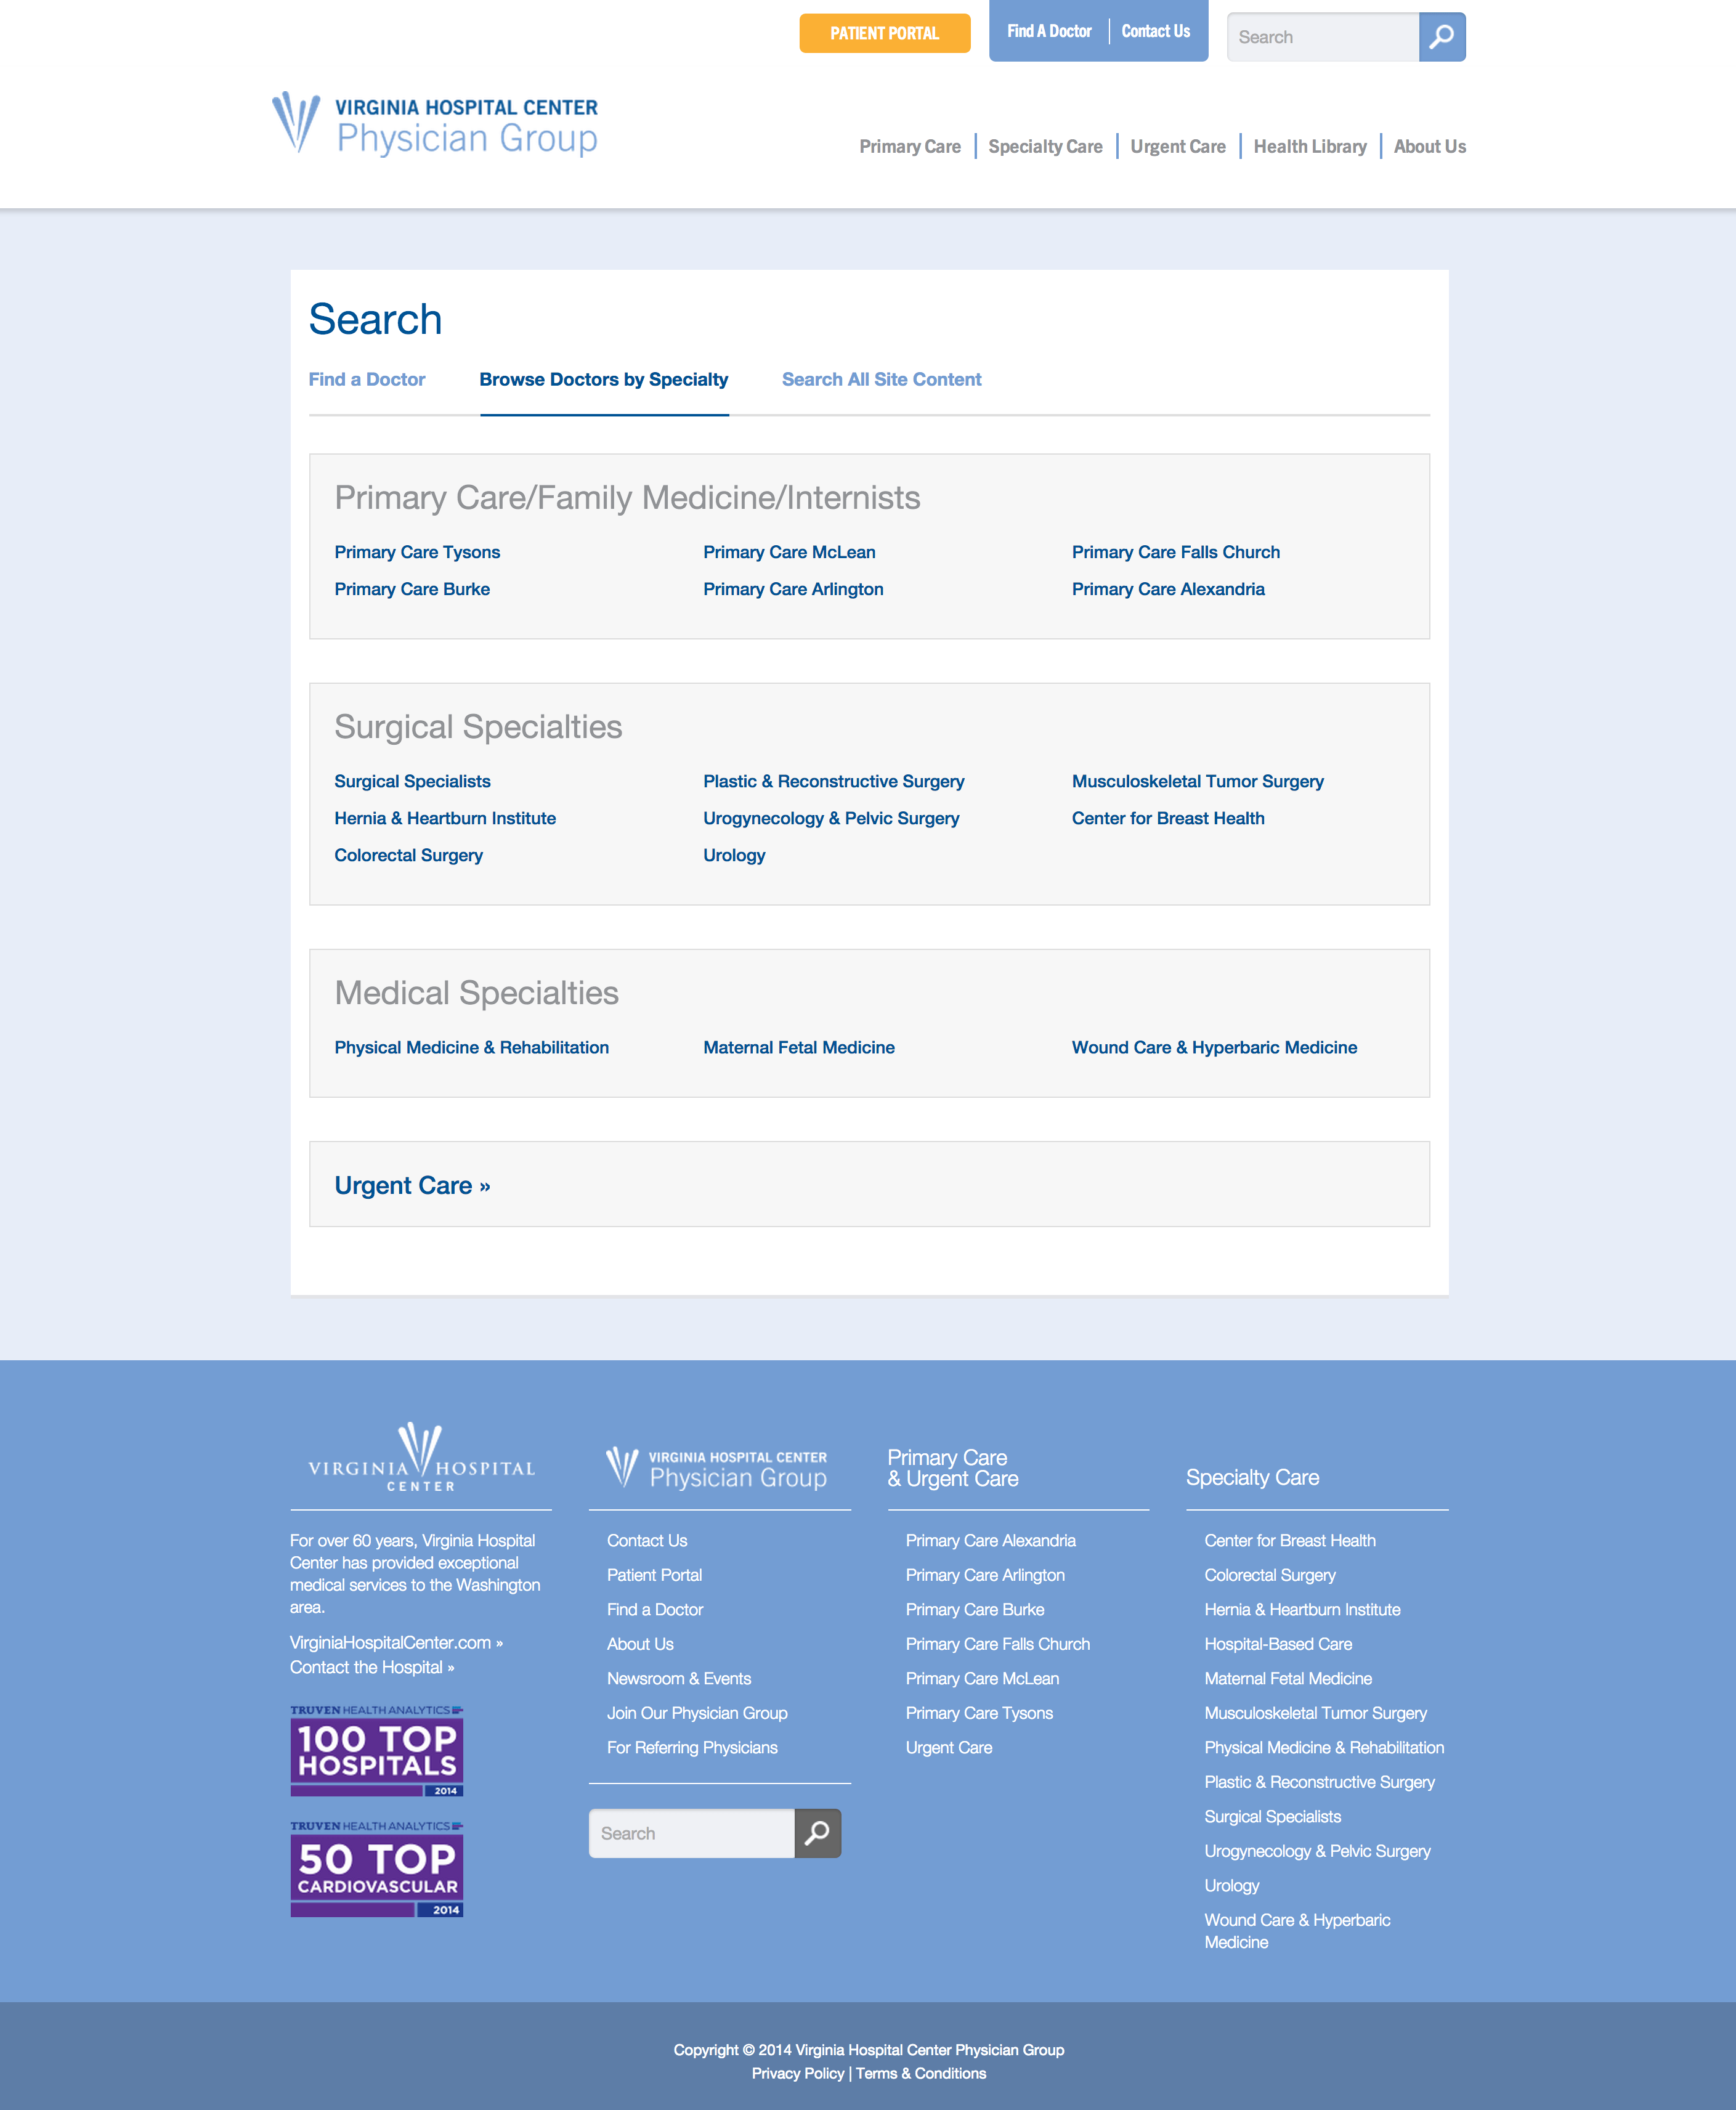 PATIENT PORTAL
Find A Doctor
Contact Us
Search
VIRGINIA HOSPITAL CENTER
Physician Group
Primary Care
Specialty Care
Urgent Care
Health Library
About Us
Search
Find a Doctor
Browse Doctors by Specialty
Search All Site Content
Primary Care/Family Medicine/Internists
Primary Care Tysons
Primary Care McLean
Primary Care Falls Church
Primary Care Burke
Primary Care Arlington
Primary Care Alexandria
Surgical Specialties
Surgical Specialists
Plastic & Reconstructive Surgery
Musculoskeletal Tumor Surgery
Hernia & Heartburn Institute
Urogynecology & Pelvic Surgery
Center for Breast Health
Colorectal Surgery
Urology
Medical Specialties
Physical Medicine & Rehabilitation
Maternal Fetal Medicine
Wound Care & Hyperbaric Medicine
Urgent Care »
VIRGINIA HOSPITAL
CENTER
For over 60 years, Virginia Hospital
Center has provided exceptional
medical services to the Washington
area.
VirginiaHospitalCenter.com »
Contact the Hospital »
TRUVEN HEALTH ANALYTICS
100 TOP
HOSPITALS
2014
TRUVEN HEALTH ANALYTICS
50 TOP
CARDIOVASCULAR
2014
VIRGINIA HOSPITAL CENTER
Physician Group
Contact Us
Patient Portal
Find a Doctor
About Us
Newsroom & Events
Join Our Physician Group
For Referring Physicians
Search
Primary Care
& Urgent Care
Primary Care Alexandria
Primary Care Arlington
Primary Care Burke
Primary Care Falls Church
Primary Care McLean
Primary Care Tysons
Urgent Care
Specialty Care
Center for Breast Health
Colorectal Surgery
Hernia & Heartburn Institute
Hospital-Based Care
Maternal Fetal Medicine
Musculoskeletal Tumor Surgery
Physical Medicine & Rehabilitation
Plastic & Reconstructive Surgery
Surgical Specialists
Urogynecology & Pelvic Surgery
Urology
Wound Care & Hyperbaric
Medicine
Copyright © 2014 Virginia Hospital Center Physician Group
Privacy Policy | Terms & Conditions